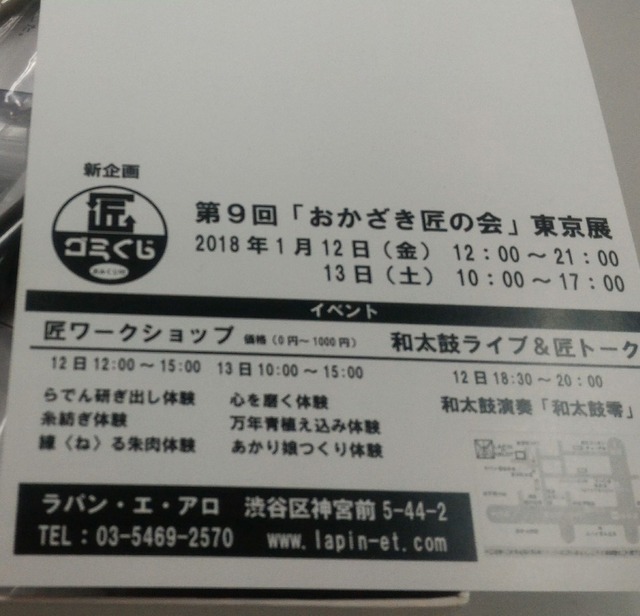 新企画
匠
ゴミくじ
第9回「おかざき匠の会」東京展
2018年1月12日(金) 12:00～21:00
13日(土) 10:00～17:00
イベント
匠ワークショップ 価格(0円～1000円)
12日12:00～15:00 13日10:00～15:00
らでん研ぎ出し体験 心を磨く体験
糸紡ぎ体験 万年青植え込み体験
練〈ね〉る朱肉体験 あかり娘つくり体験
和太鼓ライブ&匠トーク
12日18:30～20:00
和太鼓演奏「和太鼓零」
ラパン・エ・アロ 渋谷区神宮前5-44-2
TEL:03-5469-2570 www.lapin-et.com